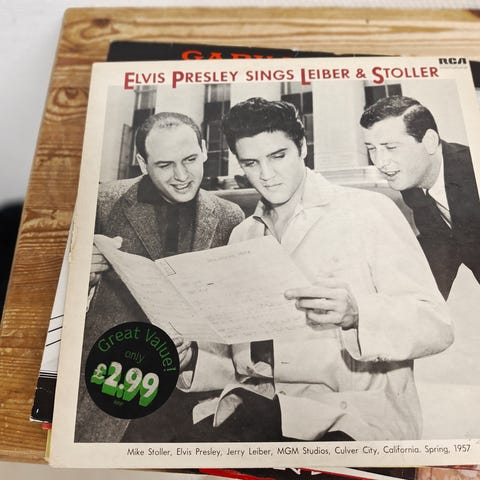 GARY
RCA
ELVIS PRESLEY SINGS LEIBER & STOLLER
Great Value!
only
£2.99
RRP
Mike Stoller, Elvis Presley, Jerry Leiber, MGM Studios, Culver City, California. Spring, 1957